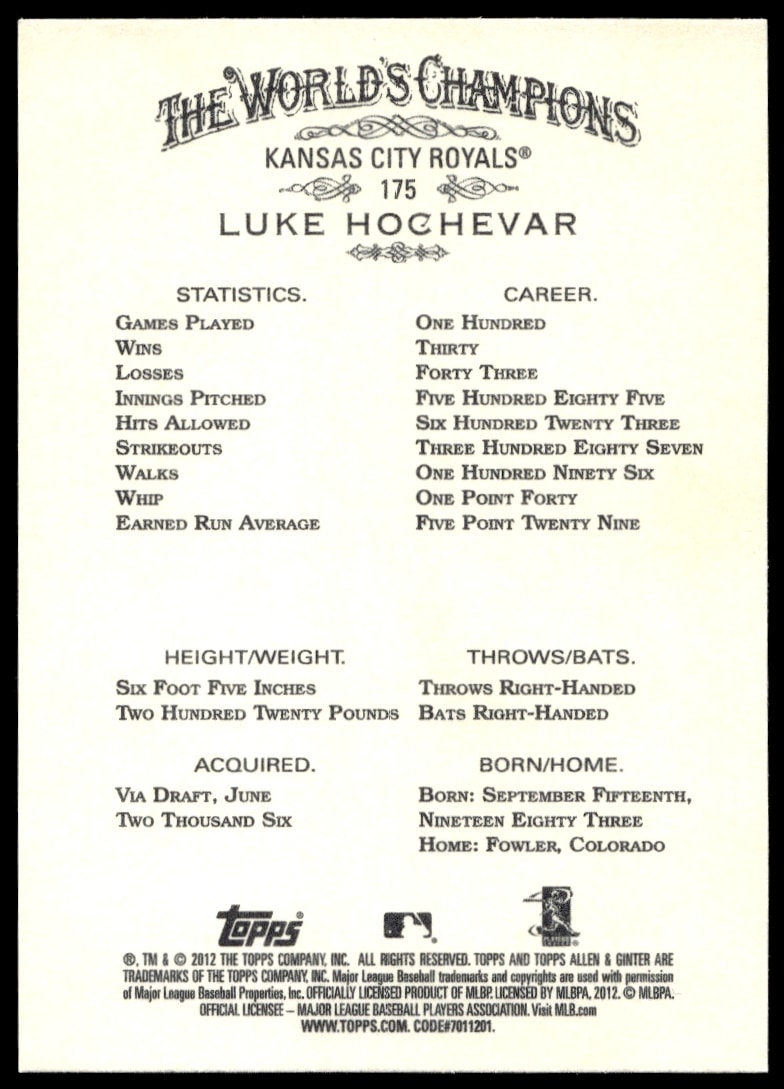 THE WORLD'S CHAMPIONS
KANSAS CITY ROYALS®
175
LUKE HOCHEVAR
STATISTICS. CAREER.
GAMES PLAYED ONE HUNDRED
WINS THIRTY
LOSSES FORTY THREE
INNINGS PITCHED FIVE HUNDRED EIGHTY FIVE
HITS ALLOWED SIX HUNDRED TWENTY THREE
STRIKEOUTS THREE HUNDRED EIGHTY SEVEN
WALKS ONE HUNDRED NINETY SIX
WHIP ONE POINT FORTY
EARNED RUN AVERAGE FIVE POINT TWENTY NINE
HEIGHT/WEIGHT. THROWS/BATS.
SIX FOOT FIVE INCHES THROWS RIGHT-HANDED
TWO HUNDRED TWENTY POUNDS BATS RIGHT-HANDED
ACQUIRED. BORN/HOME.
VIA DRAFT, JUNE BORN: SEPTEMBER FIFTEENTH,
TWO THOUSAND SIX NINETEEN EIGHTY THREE
HOME: FOWLER, COLORADO
Topps®
®, TM & © 2012 THE TOPPS COMPANY, INC. ALL RIGHTS RESERVED. TOPPS AND TOPPS ALLEN & GINTER ARE
TRADEMARKS OF THE TOPPS COMPANY, INC. Major League Baseball trademarks and copyrights are used with permission
of Major League Baseball Properties, Inc. OFFICIALLY LICENSED PRODUCT OF MLBP. LICENSED BY MLBPA, 2012. © MLBPA.
OFFICIAL LICENSEE – MAJOR LEAGUE BASEBALL PLAYERS ASSOCIATION. Visit MLB.com
WWW.TOPPS.COM. CODE#7011201.